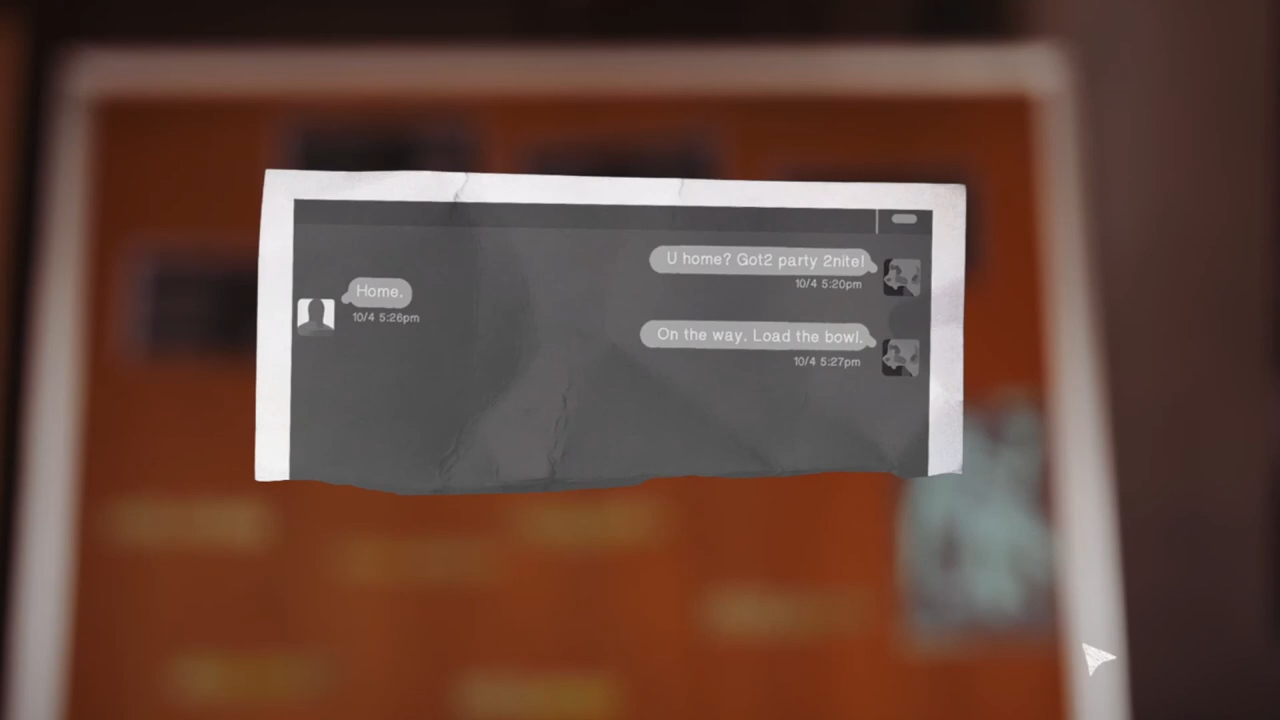 U home? Got2 party 2nite!
10/4 5:20pm
Home.
10/4 5:26pm
On the way. Load the bowl.
10/4 5:27pm